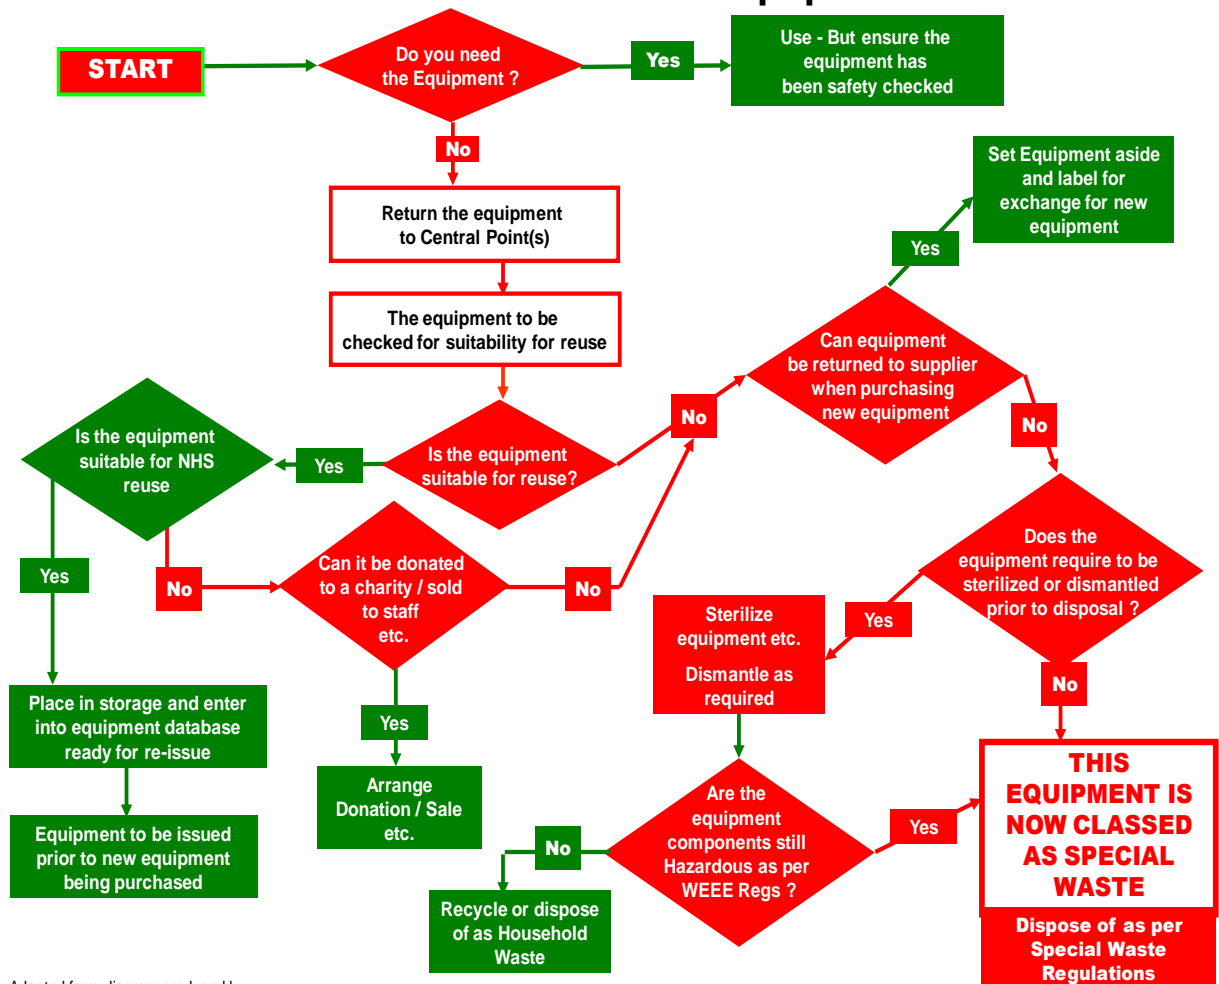 START
Do you need
the Equipment ?
Yes
Use - But ensure the
equipment has
been safety checked
No
Return the equipment
to Central Point(s)
The equipment to be
checked for suitability for reuse
Set Equipment aside
and label for
exchange for new
equipment
Yes
Can equipment
be returned to supplier
when purchasing
new equipment
No
No
Is the equipment
suitable for reuse?
Yes
Is the equipment
suitable for NHS
reuse
Yes
No
Can it be donated
to a charity / sold
to staff
etc.
No
Does the
equipment require to be
sterilized or dismantled
prior to disposal ?
Yes
No
Sterilize
equipment etc.
Dismantle as
required
Place in storage and enter
into equipment database
ready for re-issue
Yes
Arrange
Donation / Sale
etc.
Equipment to be issued
prior to new equipment
being purchased
Are the
equipment
components still
Hazardous as per
WEEE Regs ?
No
Yes
Recycle or dispose
of as Household
Waste
THIS
EQUIPMENT IS
NOW CLASSED
AS SPECIAL
WASTE
Dispose of as per
Special Waste
Regulations